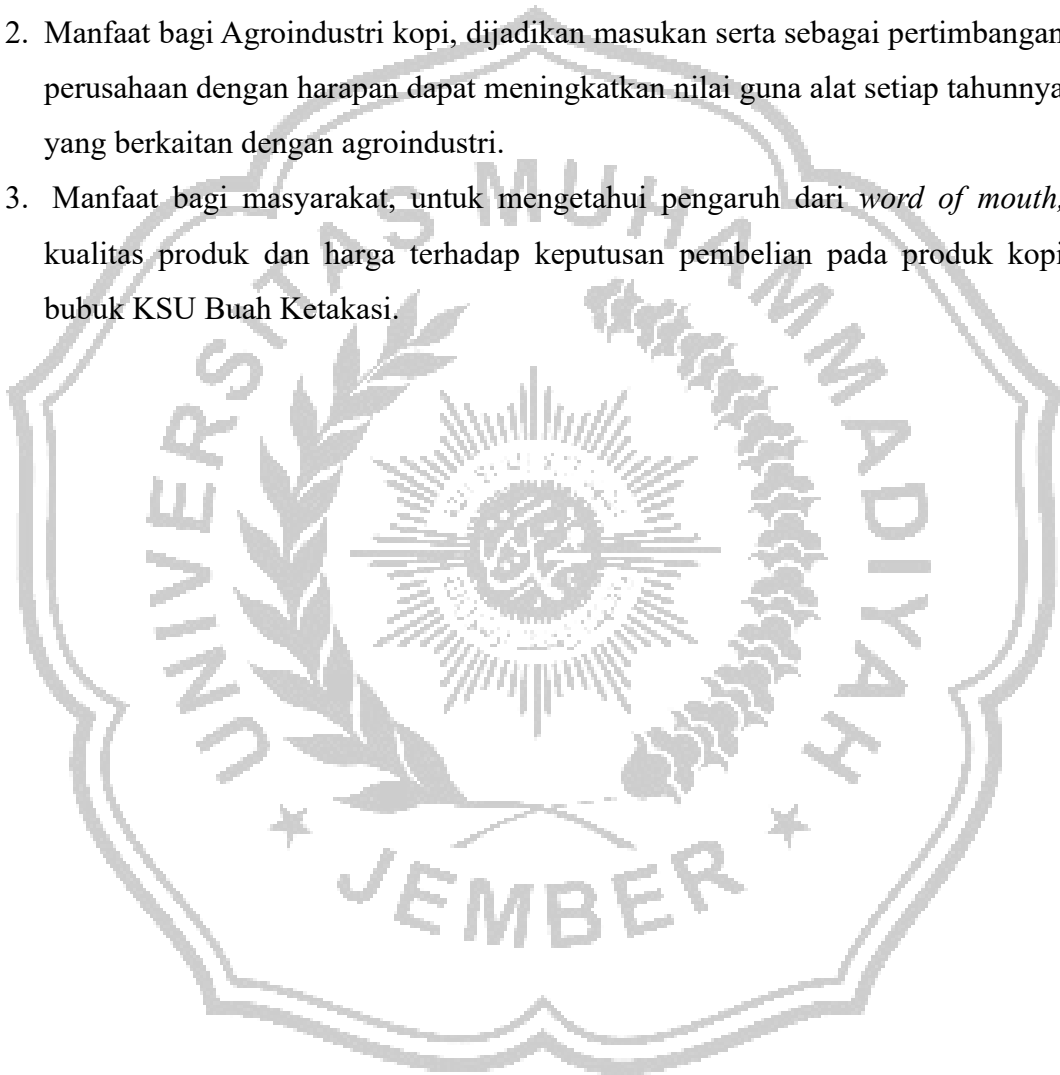 2. Manfaat bagi Agroindustri kopi, dijadikan masukan serta sebagai pertimbangan
perusahaan dengan harapan dapat meningkatkan nilai guna alat setiap tahunnya
yang berkaitan dengan agroindustri.
3. Manfaat bagi masyarakat, untuk mengetahui pengaruh dari word of mouth,
kualitas produk dan harga terhadap keputusan pembelian pada produk kopi
bubuk KSU Buah Ketakasi.
UNIVERSITAS MUHAMMADIYAH
JEMBER